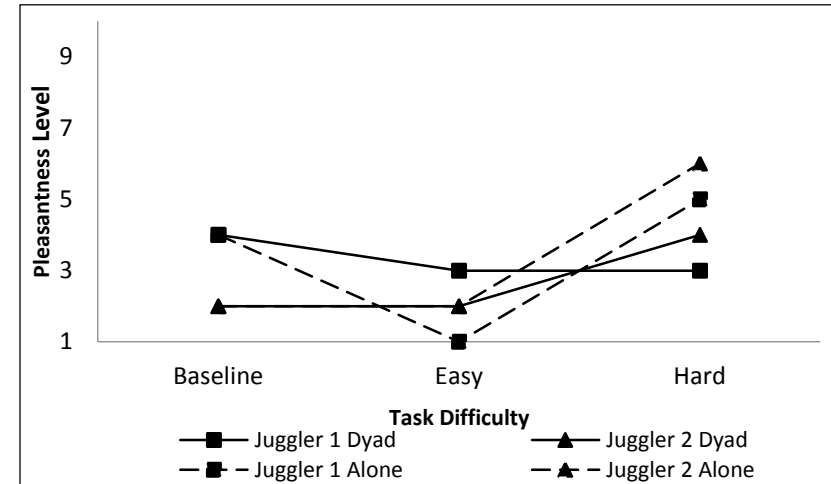 Pleasantness Level
9
7
5
3
1
Baseline Easy Hard
Task Difficulty
Juggler 1 Dyad Juggler 2 Dyad
Juggler 1 Alone Juggler 2 Alone